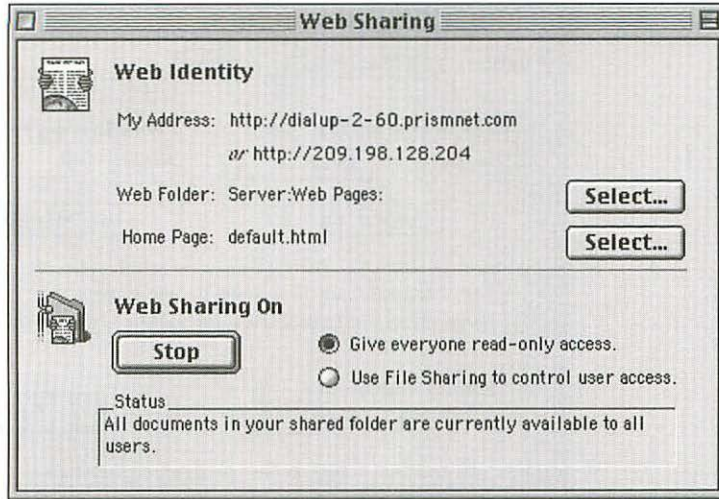 Web Sharing
Web Identity
My Address: http://dialup-2-60.prismnet.com
or http://209.198.128.204
Web Folder: Server:Web Pages:
Select...
Home Page: default.html
Select...
Web Sharing On
Stop
Give everyone read-only access.
Use File Sharing to control user access.
Status
All documents in your shared folder are currently available to all
users.